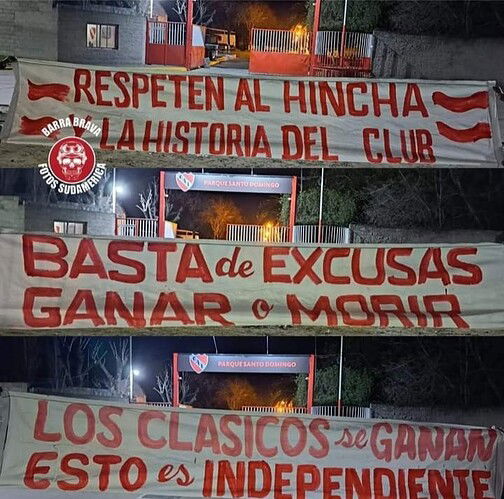 RESPETEN AL HINCHA
LA HISTORIA DEL CLUB
BARRA BRAVA
FOTOS SUDAMERICA
PARQUE SANTO DOMINGO
BASTA de EXCUSAS
GANAR o MORIR
PARQUE SANTO DOMINGO
LOS CLASICOS se GANAN
ESTO es INDEPENDIENTE